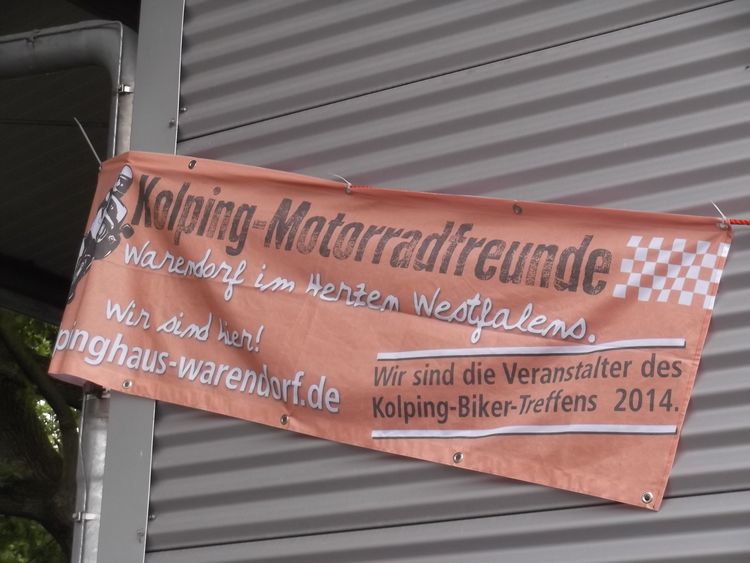 Kolping-Motorradfreunde
Warendorf im Herzen Westfalens.
Wir sind hier!
pinghaus-warendorf.de
Wir sind die Veranstalter des
Kolping-Biker-Treffens 2014.